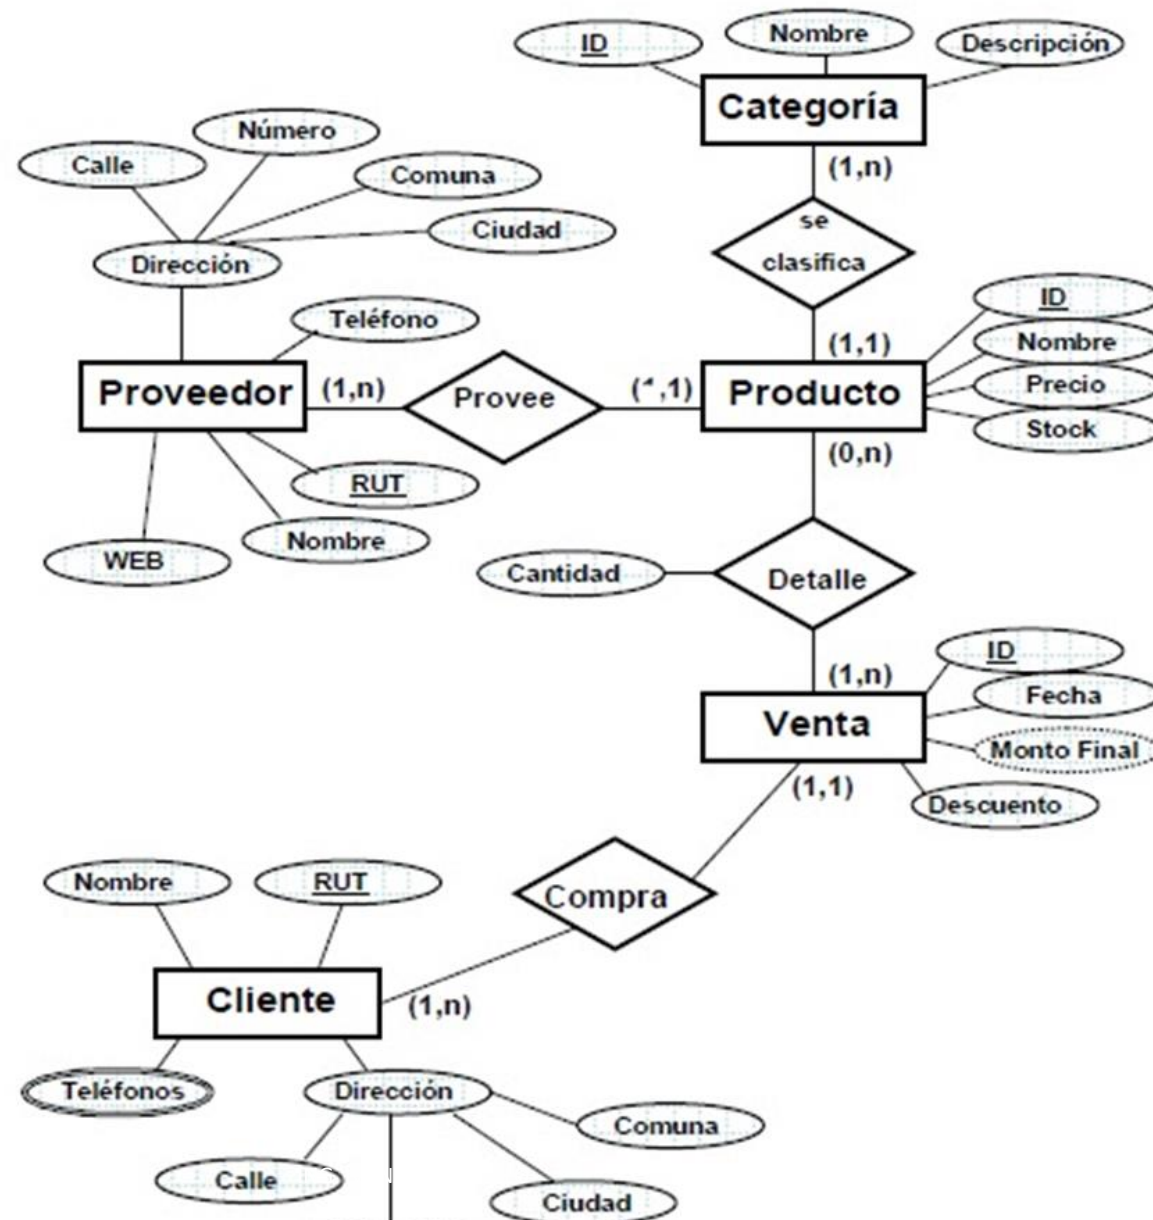 ID
Nombre
Descripción
Categoría
(1,n)
se
clasifica
(1,1)
Número
Calle
Comuna
Ciudad
Dirección
Teléfono
Proveedor
(1,n)
Provee
Producto
ID
Nombre
Precio
Stock
(0,n)
RUT
Nombre
WEB
Cantidad
Detalle
(1,n)
Venta
ID
Fecha
Monto Final
Descuento
(1,1)
Compra
Nombre
RUT
Cliente
(1,n)
Teléfonos
Dirección
Comuna
Calle
Ciudad